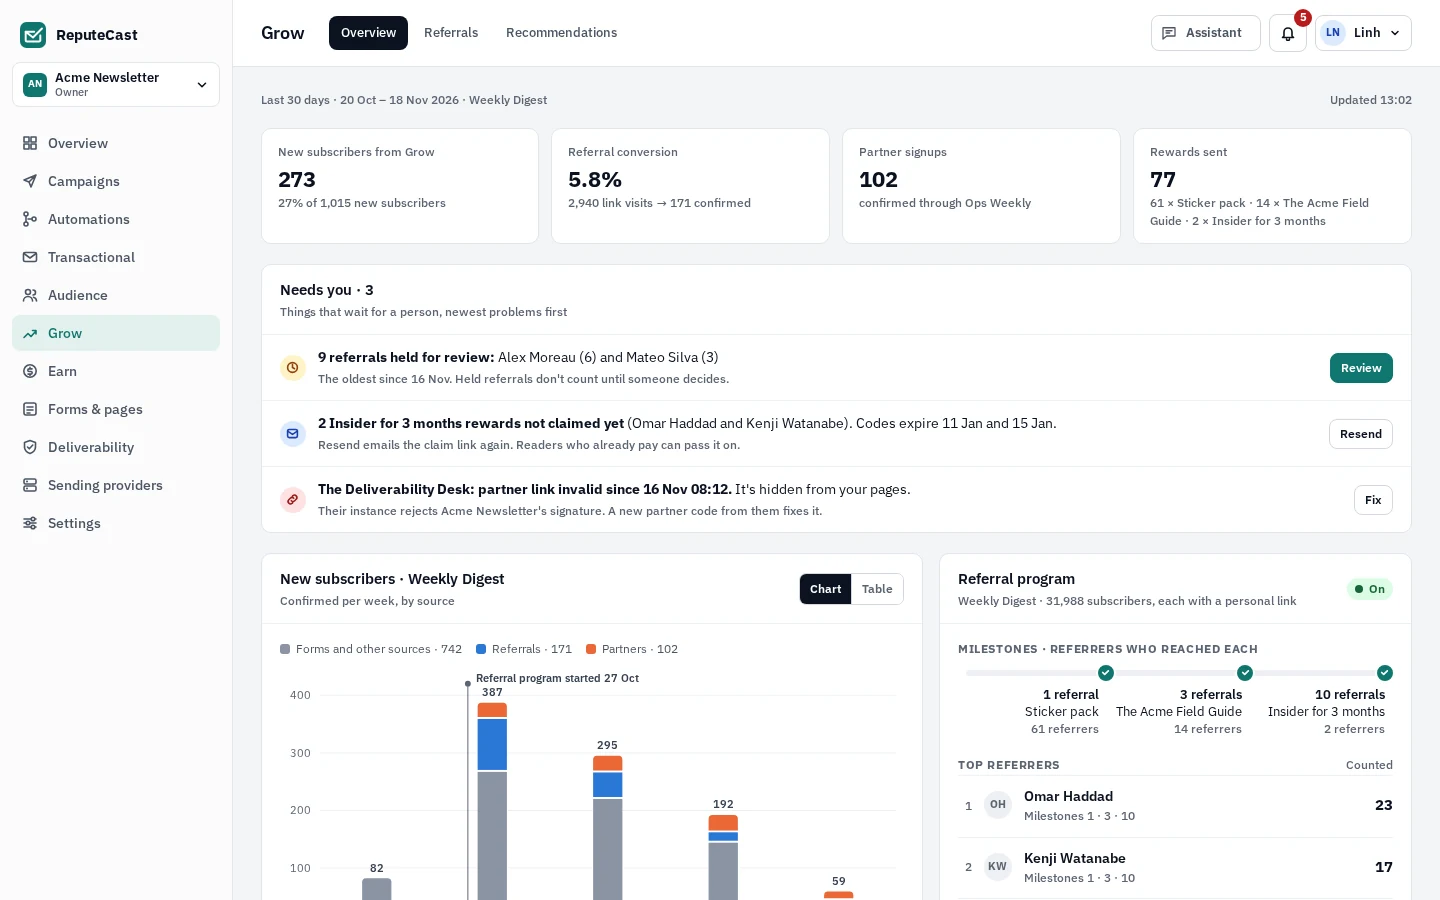 ReputeCast
AN
Acme Newsletter
Owner
Overview
Campaigns
Automations
Transactional
Audience
Grow
Earn
Forms & pages
Deliverability
Sending providers
Settings
Grow
Overview
Referrals
Recommendations
Assistant
5
LN
Linh
Last 30 days · 20 Oct – 18 Nov 2026 · Weekly Digest
Updated 13:02
New subscribers from Grow
273
27% of 1,015 new subscribers
Referral conversion
5.8%
2,940 link visits → 171 confirmed
Partner signups
102
confirmed through Ops Weekly
Rewards sent
77
61 × Sticker pack · 14 × The Acme Field
Guide · 2 × Insider for 3 months
Needs you · 3
Things that wait for a person, newest problems first
9 referrals held for review: Alex Moreau (6) and Mateo Silva (3)
The oldest since 16 Nov. Held referrals don't count until someone decides.
Review
2 Insider for 3 months rewards not claimed yet (Omar Haddad and Kenji Watanabe). Codes expire 11 Jan and 15 Jan.
Resend emails the claim link again. Readers who already pay can pass it on.
Resend
The Deliverability Desk: partner link invalid since 16 Nov 08:12. It's hidden from your pages.
Their instance rejects Acme Newsletter's signature. A new partner code from them fixes it.
Fix
New subscribers · Weekly Digest
Confirmed per week, by source
Chart
Table
Forms and other sources · 742
Referrals · 171
Partners · 102
Referral program started 27 Oct
400
300
200
100
82
387
295
192
59
Referral program
Weekly Digest · 31,988 subscribers, each with a personal link
On
MILESTONES · REFERRERS WHO REACHED EACH
1 referral
Sticker pack
61 referrers
3 referrals
The Acme Field Guide
14 referrers
10 referrals
Insider for 3 months
2 referrers
TOP REFERRERS
Counted
1
OH
Omar Haddad
Milestones 1 · 3 · 10
23
2
KW
Kenji Watanabe
Milestones 1 · 3 · 10
17